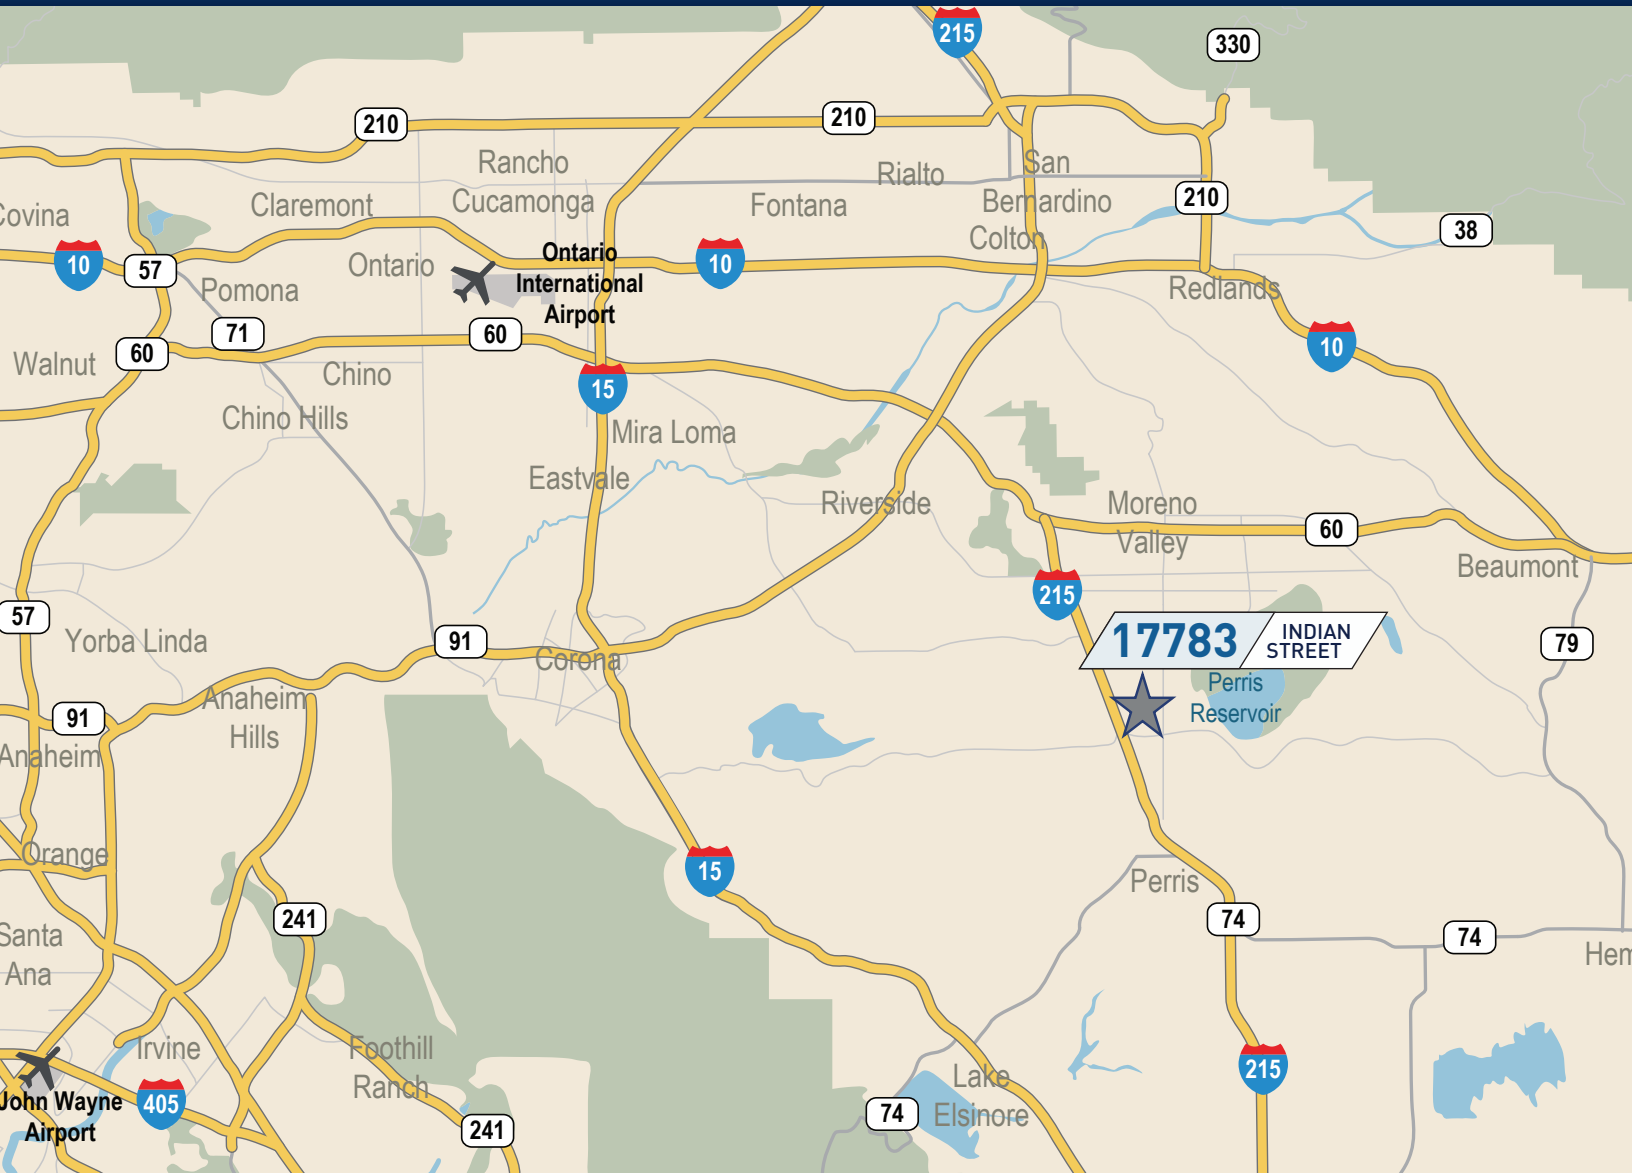 215
330
210
210
Rancho
Cucamonga
Rialto
San
Bernardino
Claremont
Fontana
210
Covina
Colton
38
10
57
Ontario
Ontario
International
Airport
10
Pomona
Redlands
71
60
60
10
Walnut
Chino
15
Chino Hills
Mira Loma
Eastvale
Riverside
Moreno
Valley
60
Beaumont
215
57
Yorba Linda
91
Corona
17783
INDIAN
STREET
79
Perris
Reservoir
Anaheim
Hills
91
Anaheim
Orange
15
Perris
241
74
74
Santa
Ana
Hem
Irvine
Foothill
Ranch
215
Lake
Elsinore
74
John Wayne
Airport
405
241